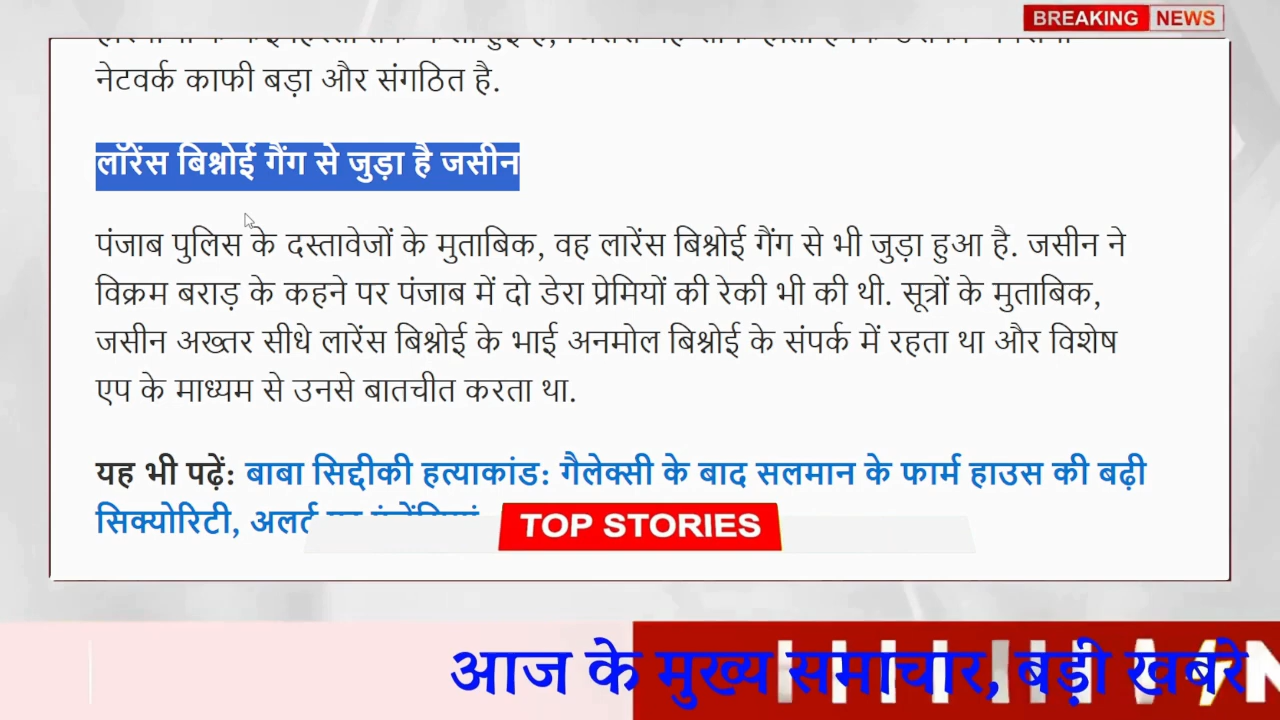 BREAKING NEWS
नेटवर्क काफी बड़ा और संगठित है.
लॉरेंस बिश्नोई गैंग से जुड़ा है जसीन
पंजाब पुलिस के दस्तावेजों के मुताबिक, वह लारेंस बिश्नोई गैंग से भी जुड़ा हुआ है. जसीन ने
विक्रम बराड़ के कहने पर पंजाब में दो डेरा प्रेमियों की रेकी भी की थी. सूत्रों के मुताबिक,
जसीन अख्तर सीधे लारेंस बिश्नोई के भाई अनमोल बिश्नोई के संपर्क में रहता था और विशेष
एप के माध्यम से उनसे बातचीत करता था.
यह भी पढ़ें: बाबा सिद्दीकी हत्याकांड: गैलेक्सी के बाद सलमान के फार्म हाउस की बढ़ी
सिक्योरिटी, अलर्ट
TOP STORIES
आज के मुख्य समाचार, बड़ी खबरे